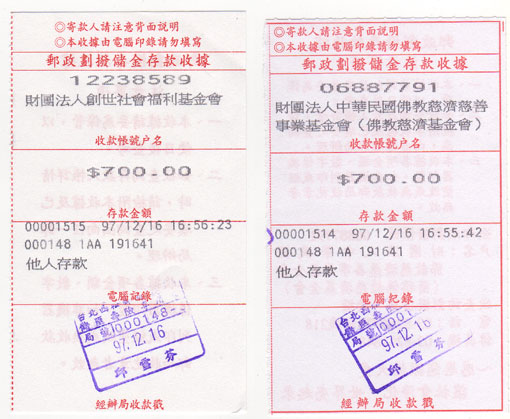 ◎寄款人請注意背面說明
◎本收據由電腦印錄請勿填寫
郵政劃撥儲金存款收據
12238589
財團法人創世社會福利基金會
收款帳號戶名
$700.00
存款金額
00001515 97/12/16 16:56:23
000148 1AA 191641
他人存款
電腦記錄
000148-
97.12.16
邱雪芬
經辦局收款戳
◎寄款人請注意背面說明
◎本收據由電腦印錄請勿填寫
郵政劃撥儲金存款收據
06887791
財團法人中華民國佛教慈濟慈善
事業基金會（佛教慈濟基金會）
收款帳號戶名
$700.00
存款金額
00001514 97/12/16 16:55:42
000148 1AA 191641
他人存款
電腦紀錄
000148-
97.12.16
邱雪芬
經辦局收款戳